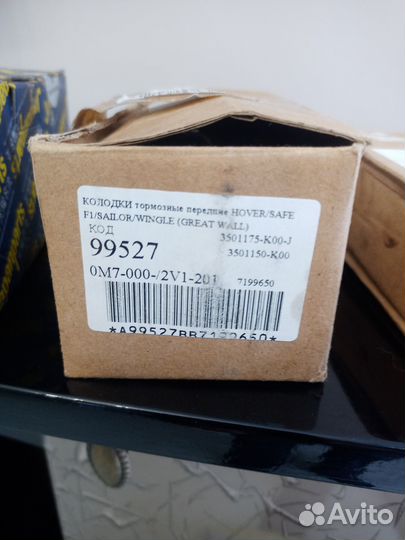 КОЛОДКИ тормозные передние HOVER/SAFE
F1/SAILOR/WINGLE (GREAT WALL)
КОД
3501175-K00-J
99527
3501150-K00
0M7-000-/2V1-201
7199650
*A99527BB7199650*
Avito